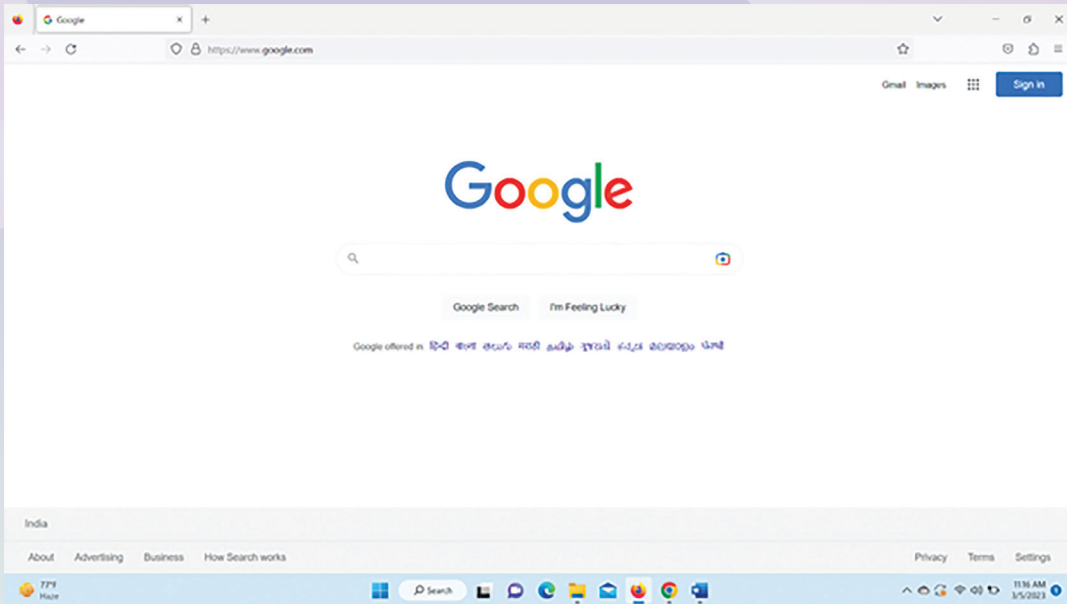 Google
https://www.google.com
Gmail Images Sign in
Google
Google Search I'm Feeling Lucky
Google offered in: हिन्दी বাংলা తెలుగు मराठी தமிழ் ગુજરાતી ಕನ್ನಡ മലയാളം ਪੰਜਾਬੀ
India
About Advertising Business How Search works Privacy Terms Settings
77°F Search 11:16 AM
Haze 3/5/2023